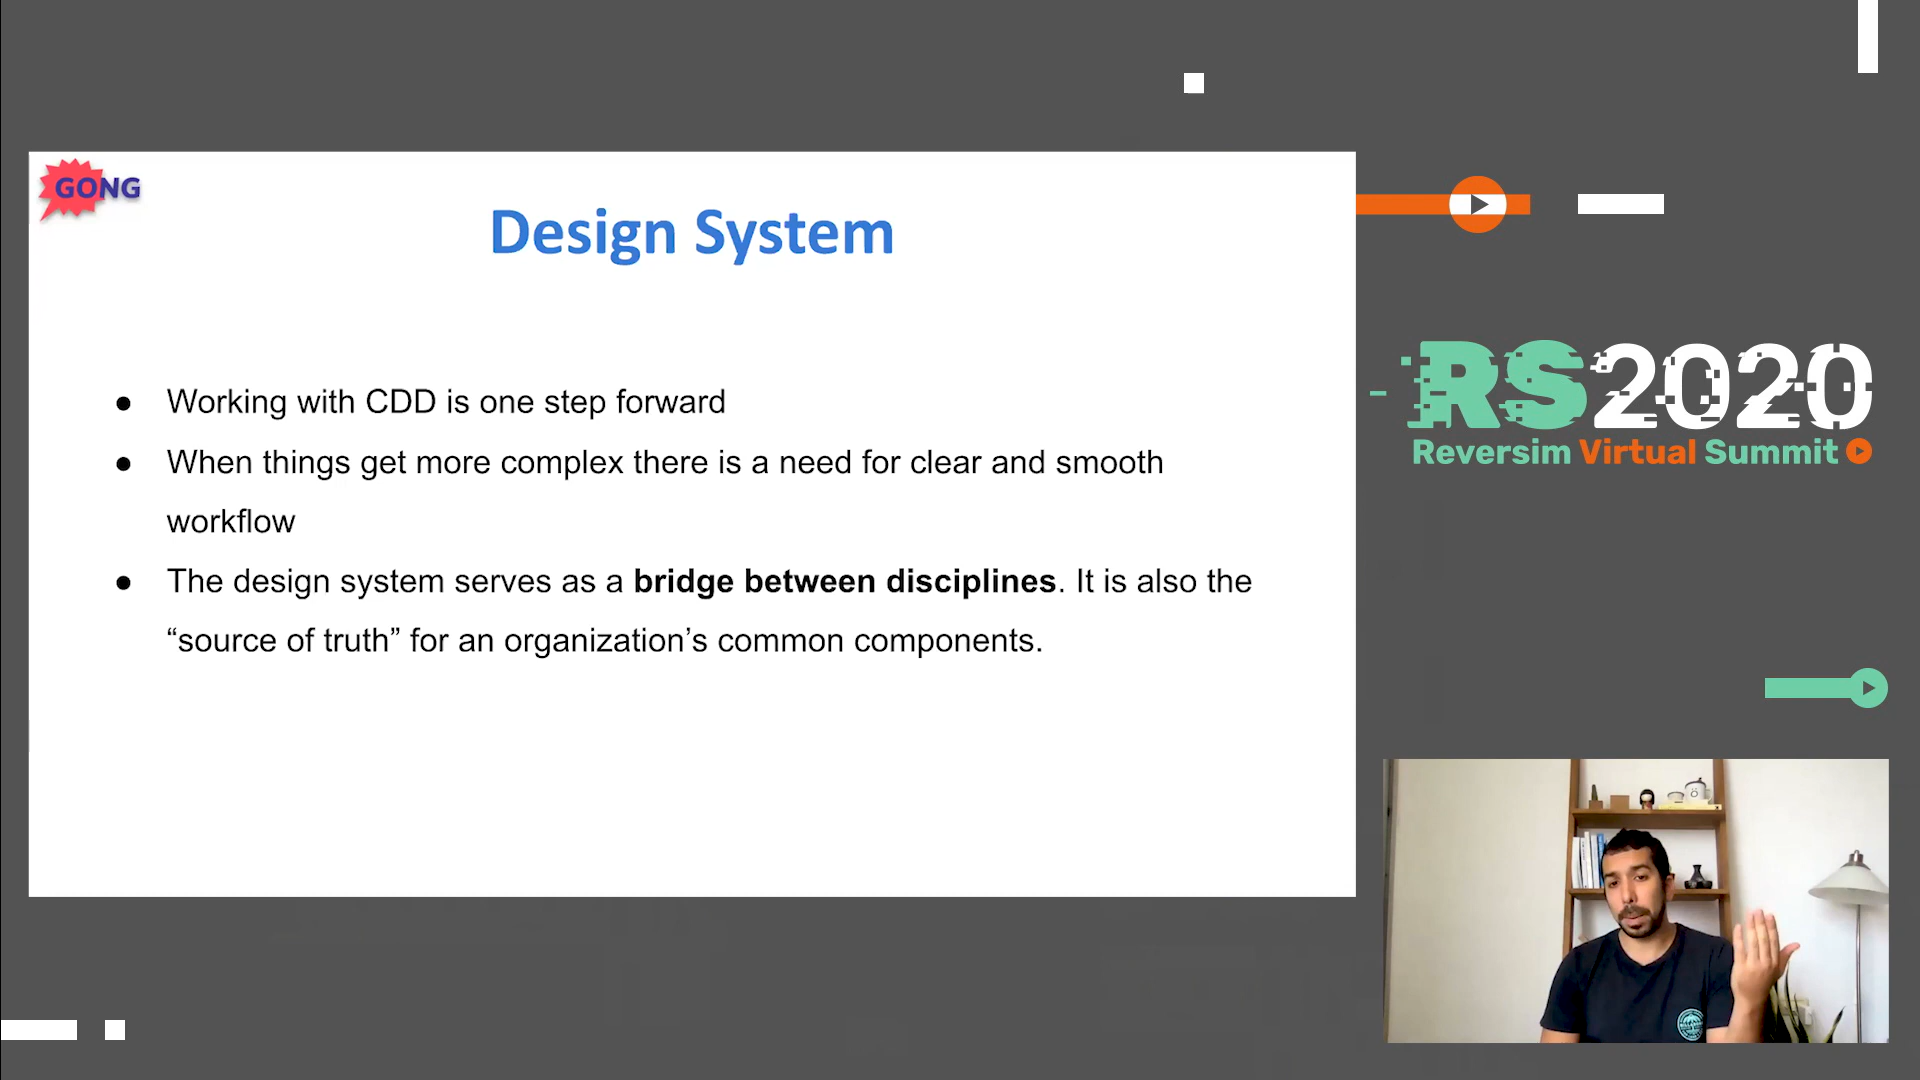 GONG
Design System
● Working with CDD is one step forward
● When things get more complex there is a need for clear and smooth
workflow
● The design system serves as a bridge between disciplines. It is also the
“source of truth” for an organization’s common components.
RS2020
Reversim Virtual Summit